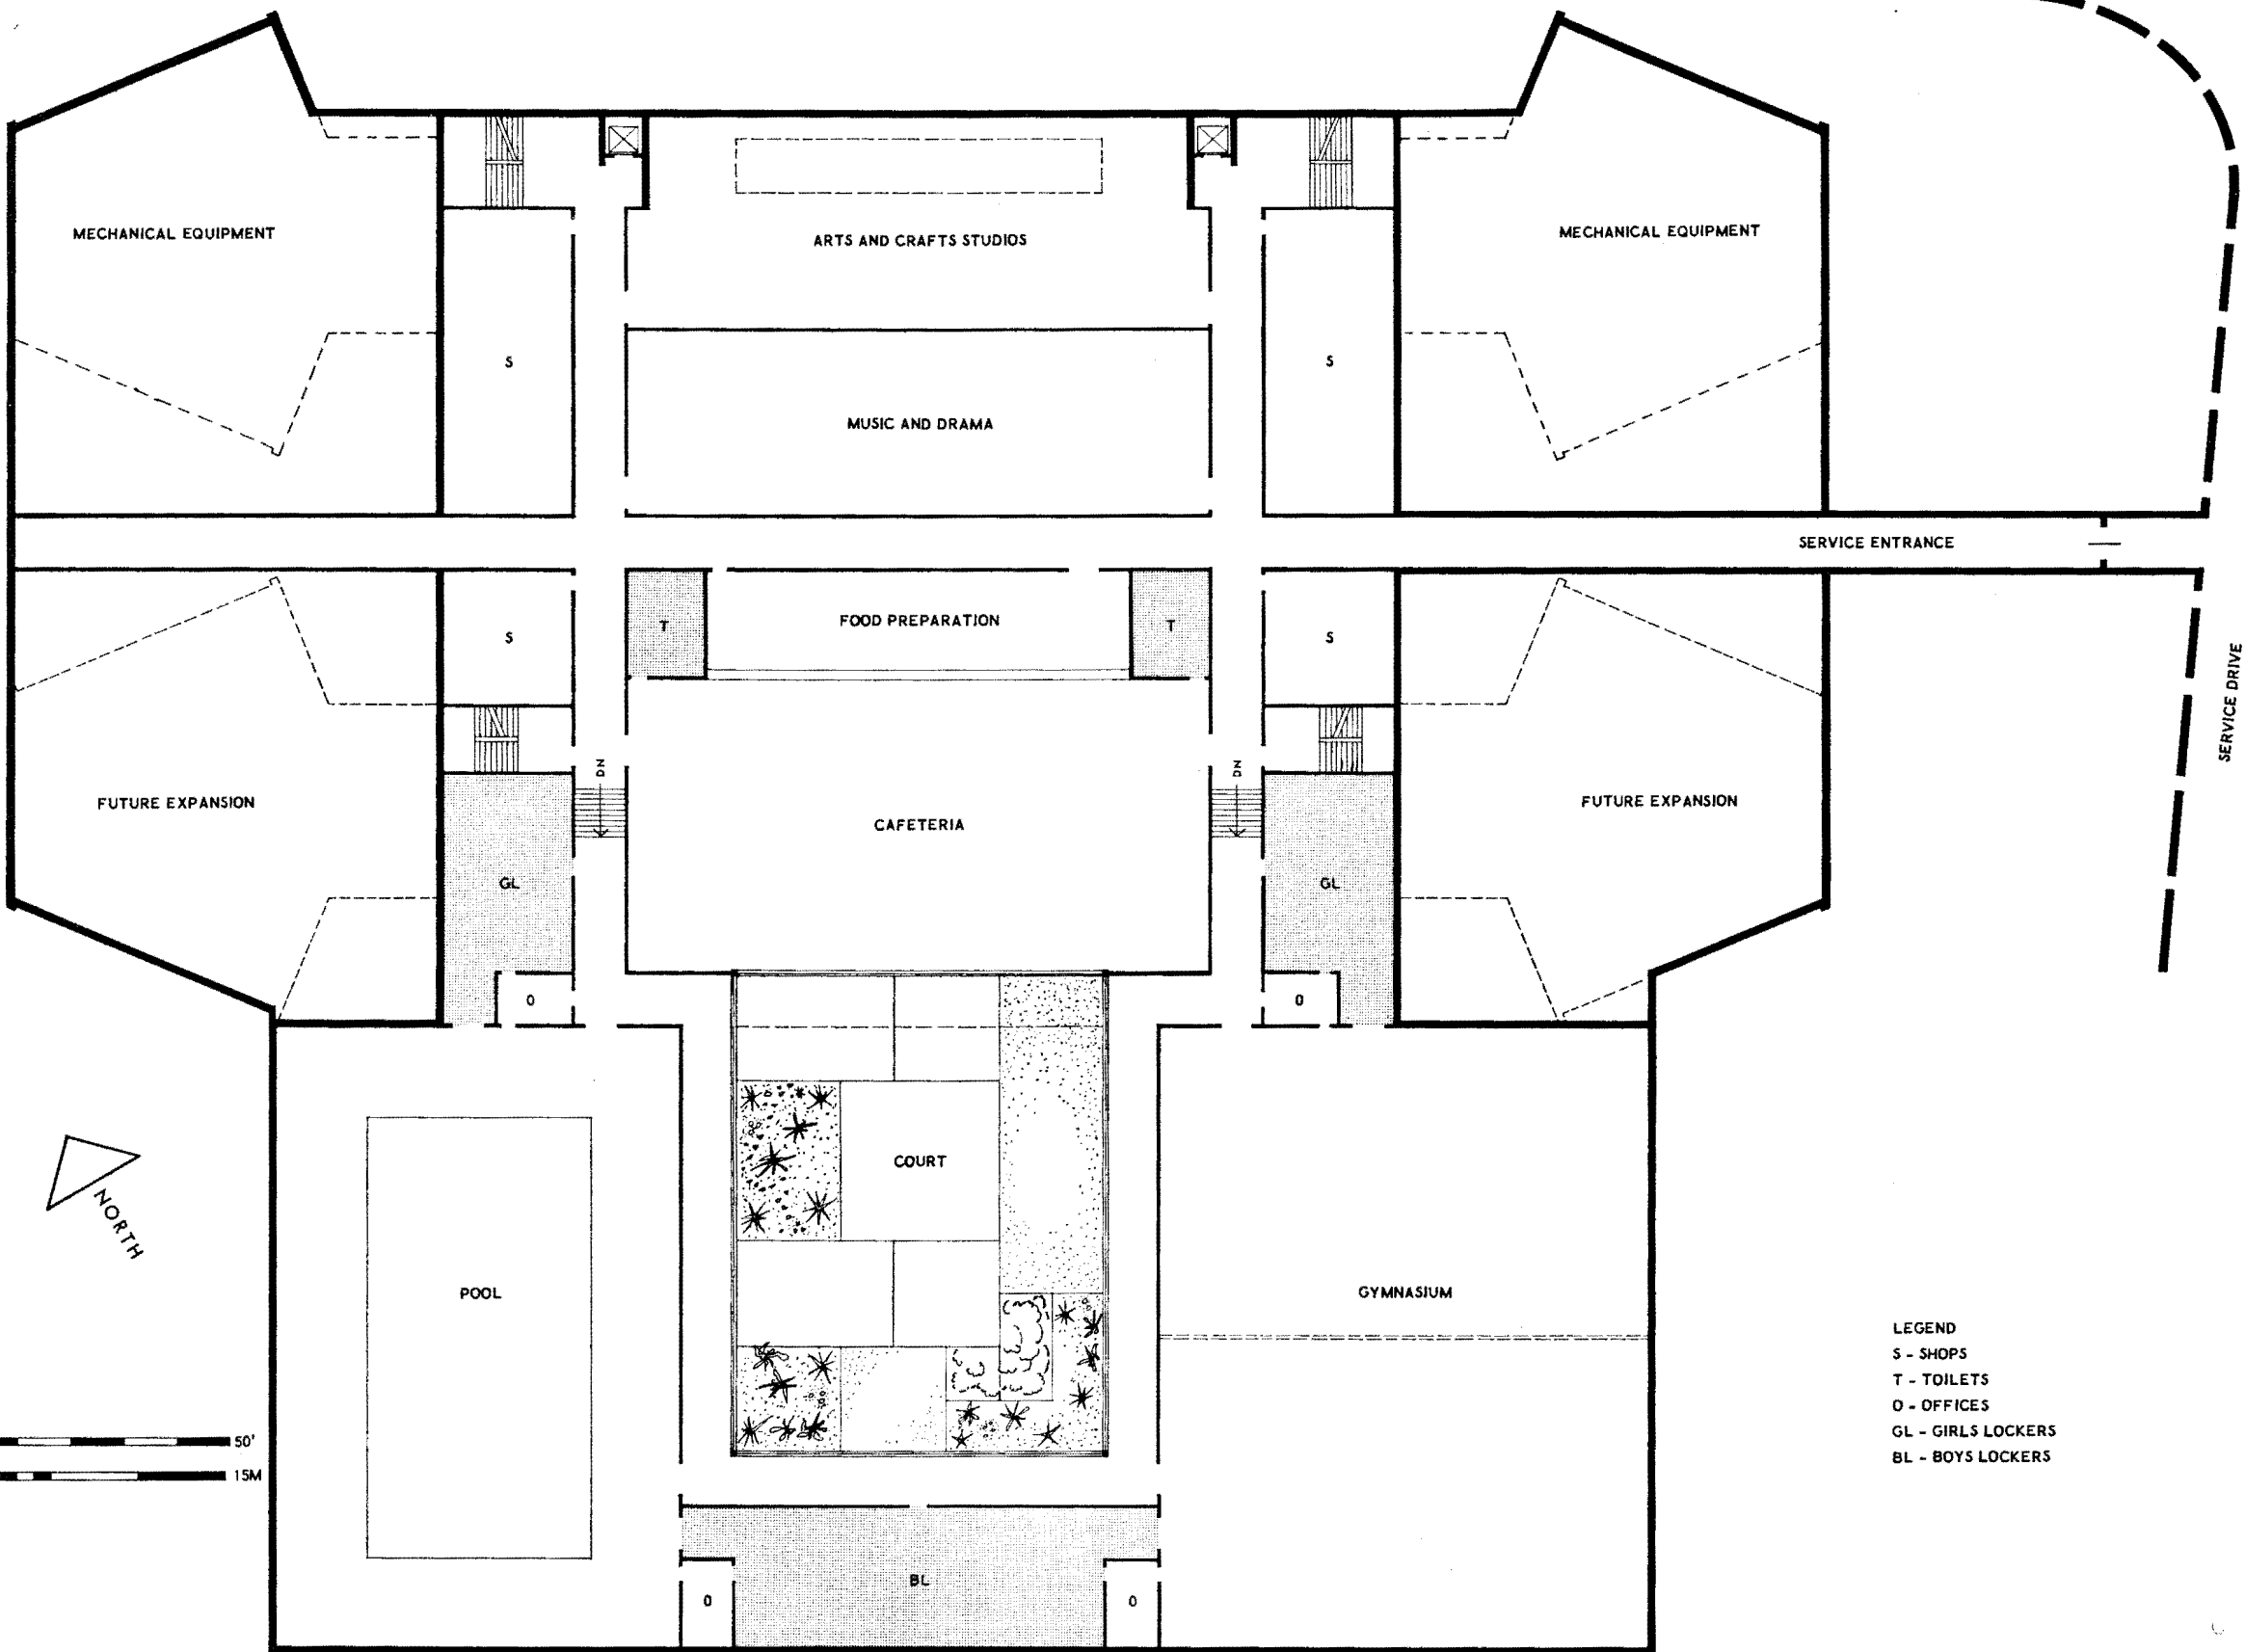 MECHANICAL EQUIPMENT
ARTS AND CRAFTS STUDIOS
MECHANICAL EQUIPMENT
S
S
MUSIC AND DRAMA
SERVICE ENTRANCE
S
T
FOOD PREPARATION
T
S
SERVICE DRIVE
DN
DN
FUTURE EXPANSION
CAFETERIA
FUTURE EXPANSION
GL
GL
O
O
NORTH
COURT
POOL
GYMNASIUM
LEGEND
S - SHOPS
T - TOILETS
O - OFFICES
GL - GIRLS LOCKERS
BL - BOYS LOCKERS
50'
15M
BL
O
O